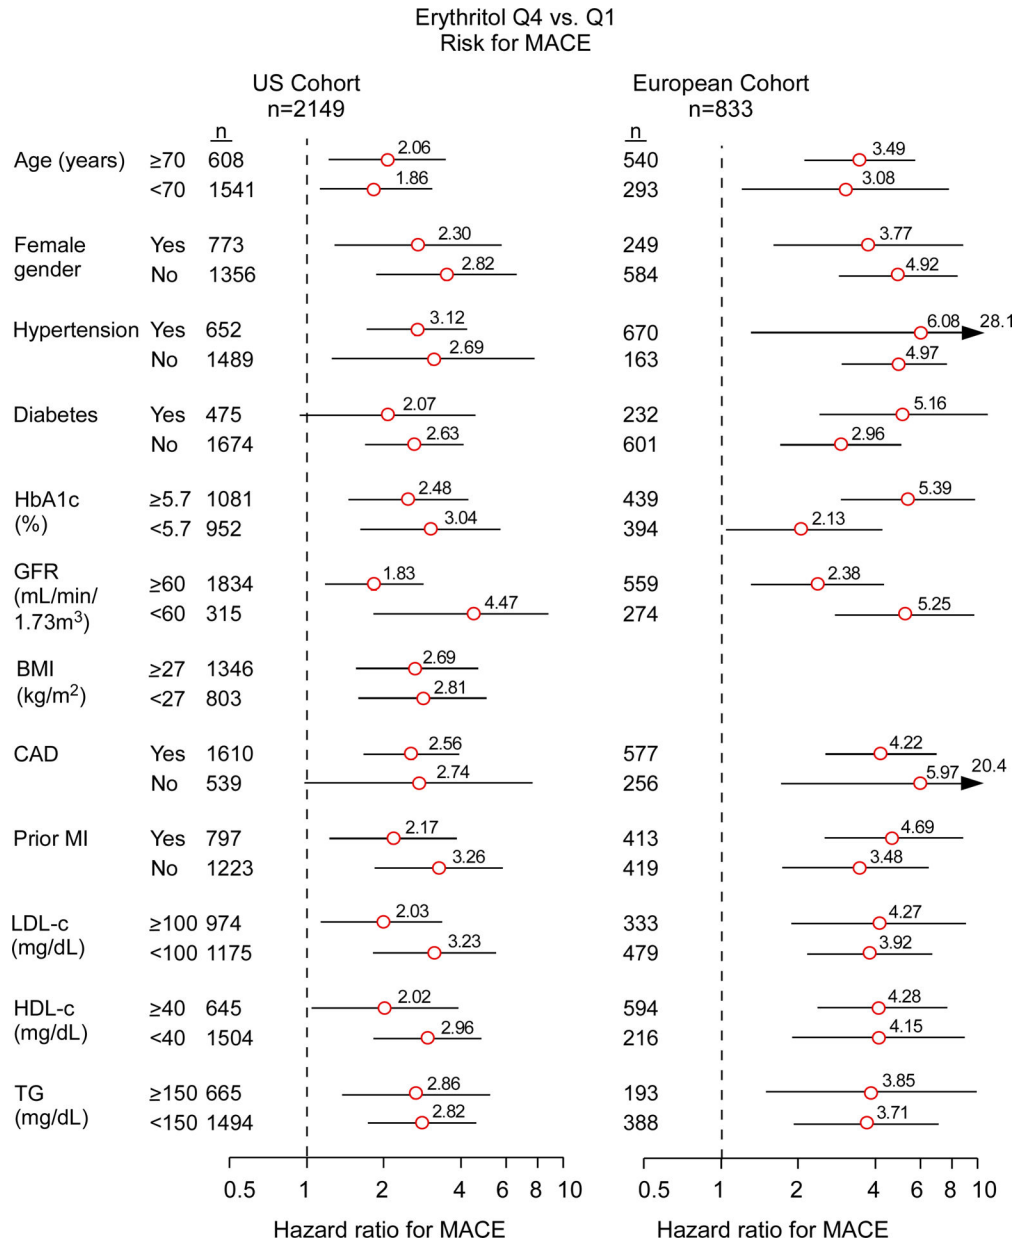 Erythritol Q4 vs. Q1
Risk for MACE
US Cohort
n=2149
European Cohort
n=833
n
n
Age (years) ≥70 608 2.06 540 3.49
<70 1541 1.86 293 3.08
Female Yes 773 2.30 249 3.77
gender No 1356 2.82 584 4.92
Hypertension Yes 652 3.12 670 6.08 28.1
No 1489 2.69 163 4.97
Diabetes Yes 475 2.07 232 5.16
No 1674 2.63 601 2.96
HbA1c ≥5.7 1081 2.48 439 5.39
(%) <5.7 952 3.04 394 2.13
GFR ≥60 1834 1.83 559 2.38
(mL/min/
<60 315 4.47 274 5.25
1.73m³)
BMI ≥27 1346 2.69
(kg/m²) <27 803 2.81
CAD Yes 1610 2.56 577 4.22
No 539 2.74 256 5.97 20.4
Prior MI Yes 797 2.17 413 4.69
No 1223 3.26 419 3.48
LDL-c ≥100 974 2.03 333 4.27
(mg/dL) <100 1175 3.23 479 3.92
HDL-c ≥40 645 2.02 594 4.28
(mg/dL) <40 1504 2.96 216 4.15
TG ≥150 665 2.86 193 3.85
(mg/dL) <150 1494 2.82 388 3.71
0.5 1 2 4 6 8 10 0.5 1 2 4 6 8 10
Hazard ratio for MACE Hazard ratio for MACE